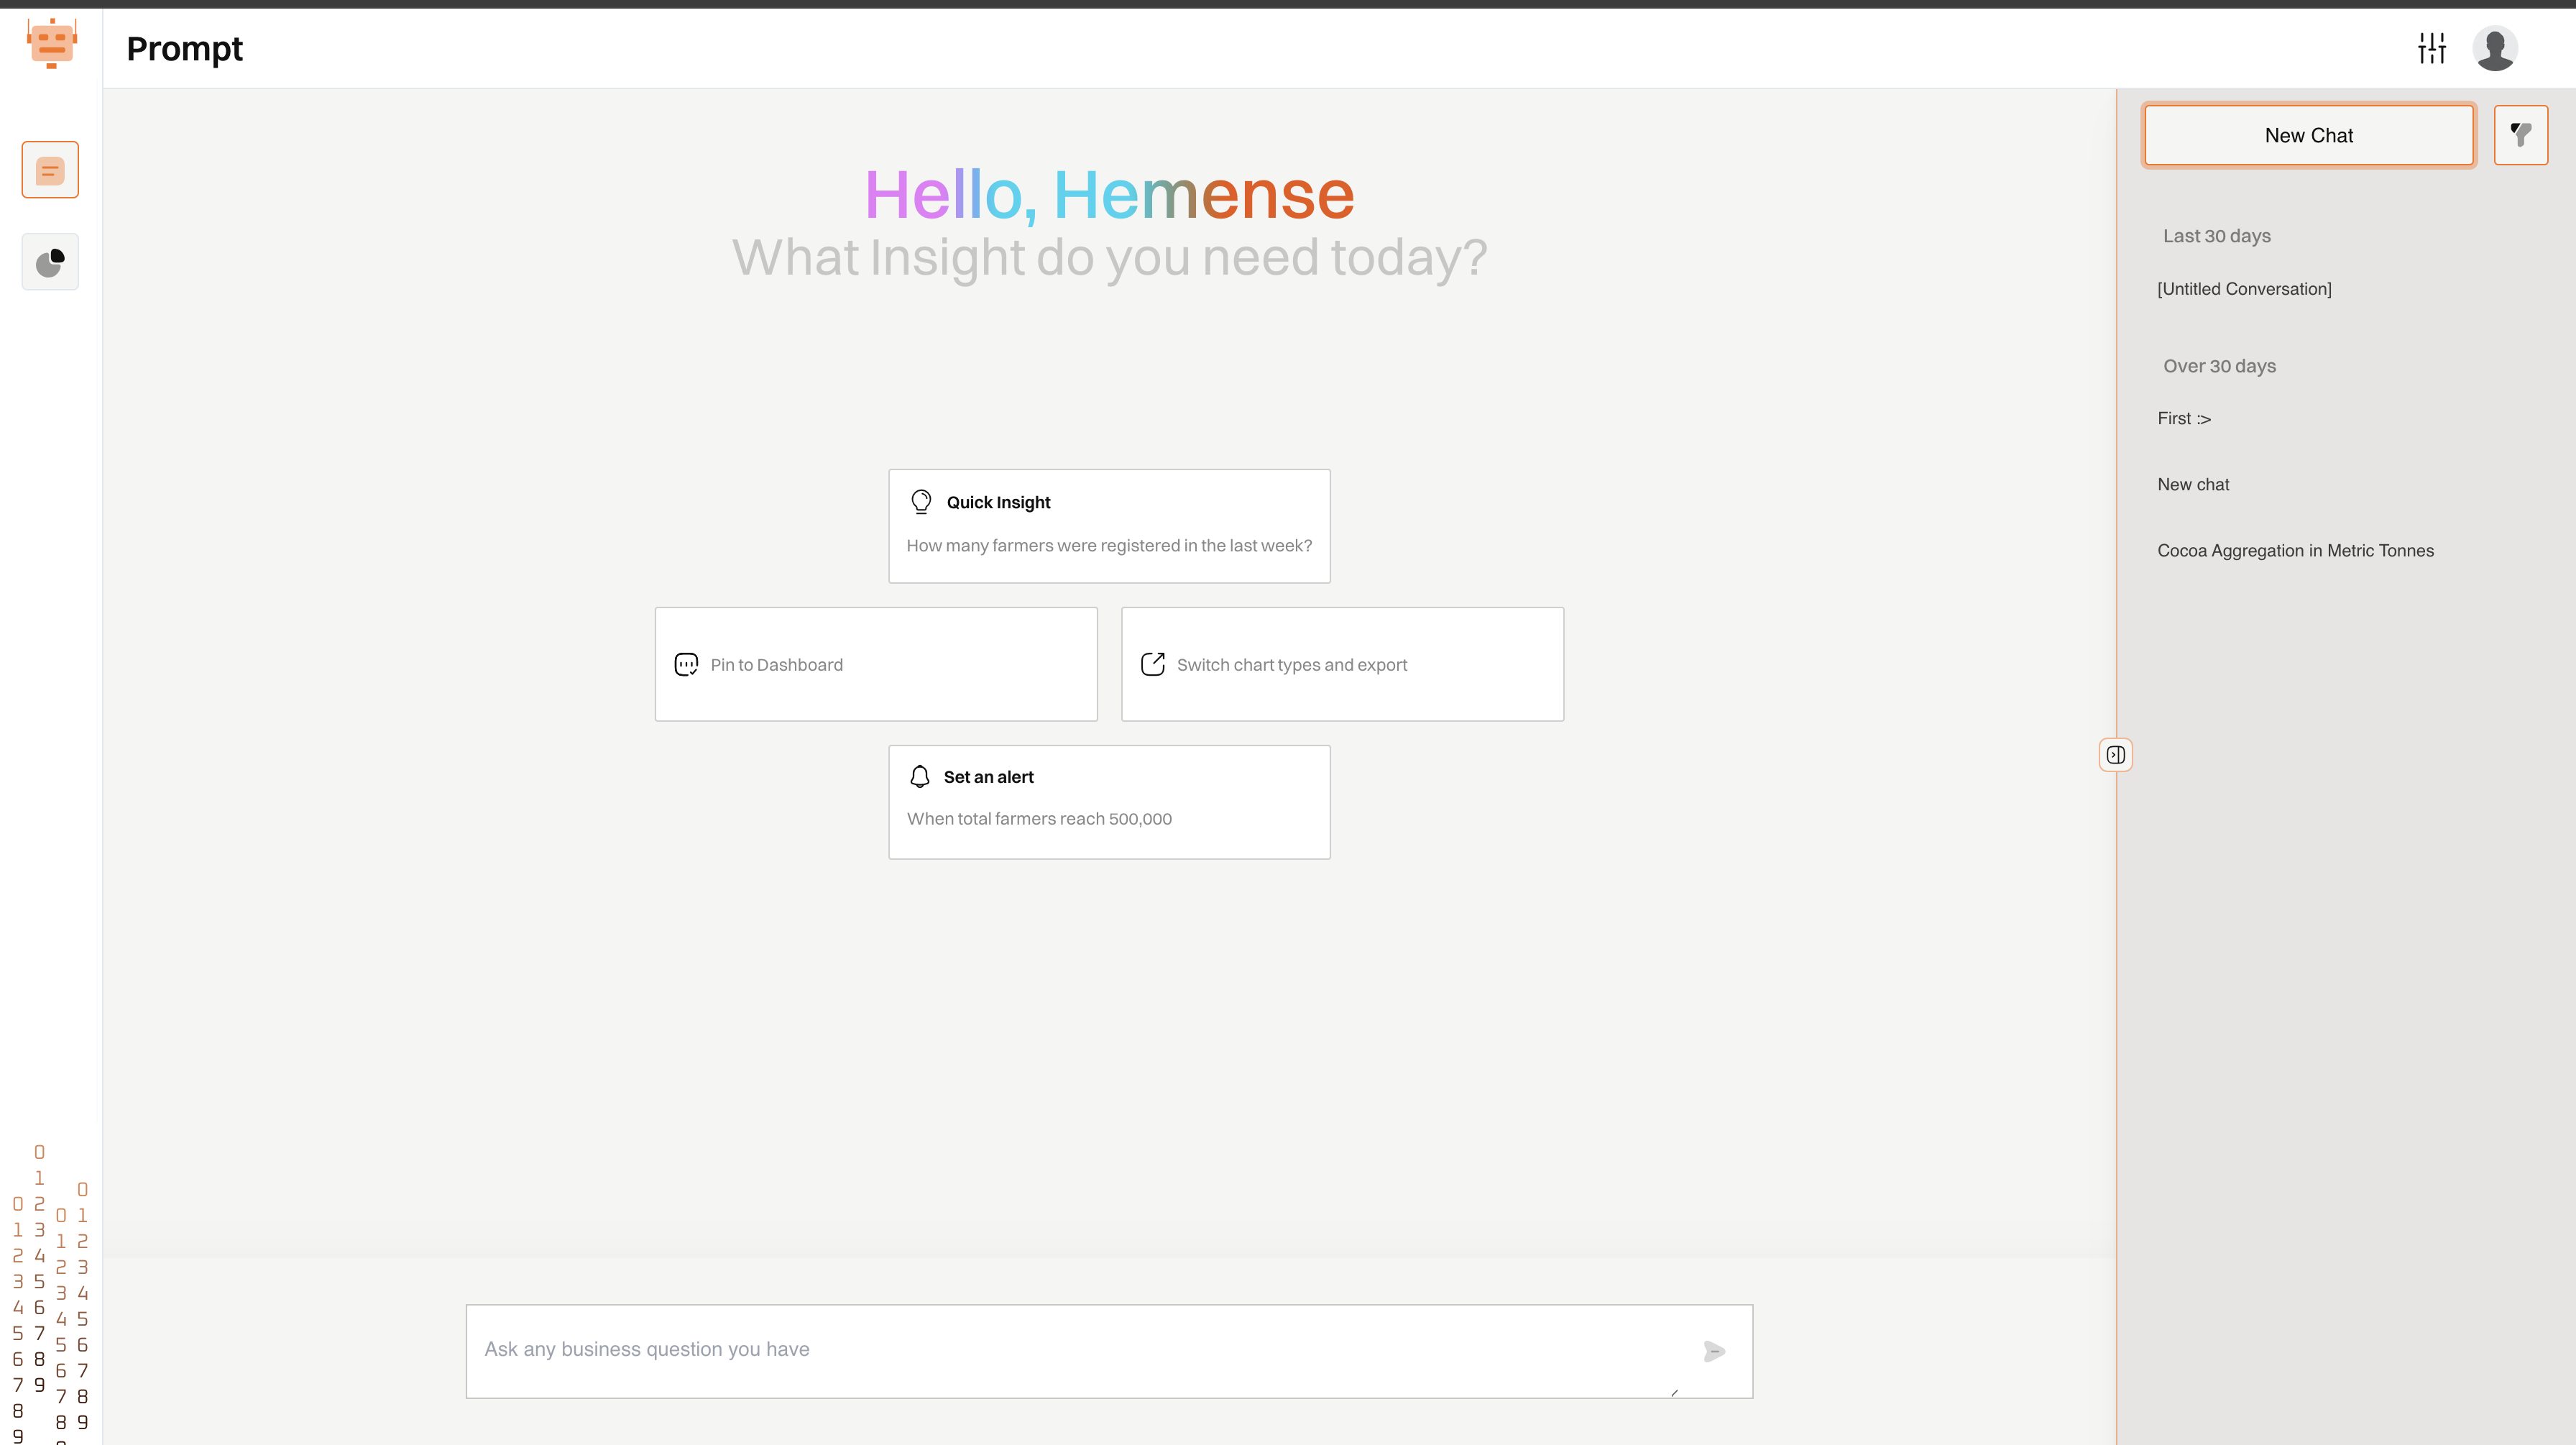 Prompt
Hello, Hemense
What Insight do you need today?
Quick Insight
How many farmers were registered in the last week?
Pin to Dashboard
Switch chart types and export
Set an alert
When total farmers reach 500,000
Ask any business question you have
New Chat
Last 30 days
[Untitled Conversation]
Over 30 days
First :>
New chat
Cocoa Aggregation in Metric Tonnes
0
1
0
0 2
0 1
1 3
1 2
2 4
2 3
3 5
3 4
4 6
4 5
5 7
5 6
6 8
6 7
7 9
7 8
8
8 9
9